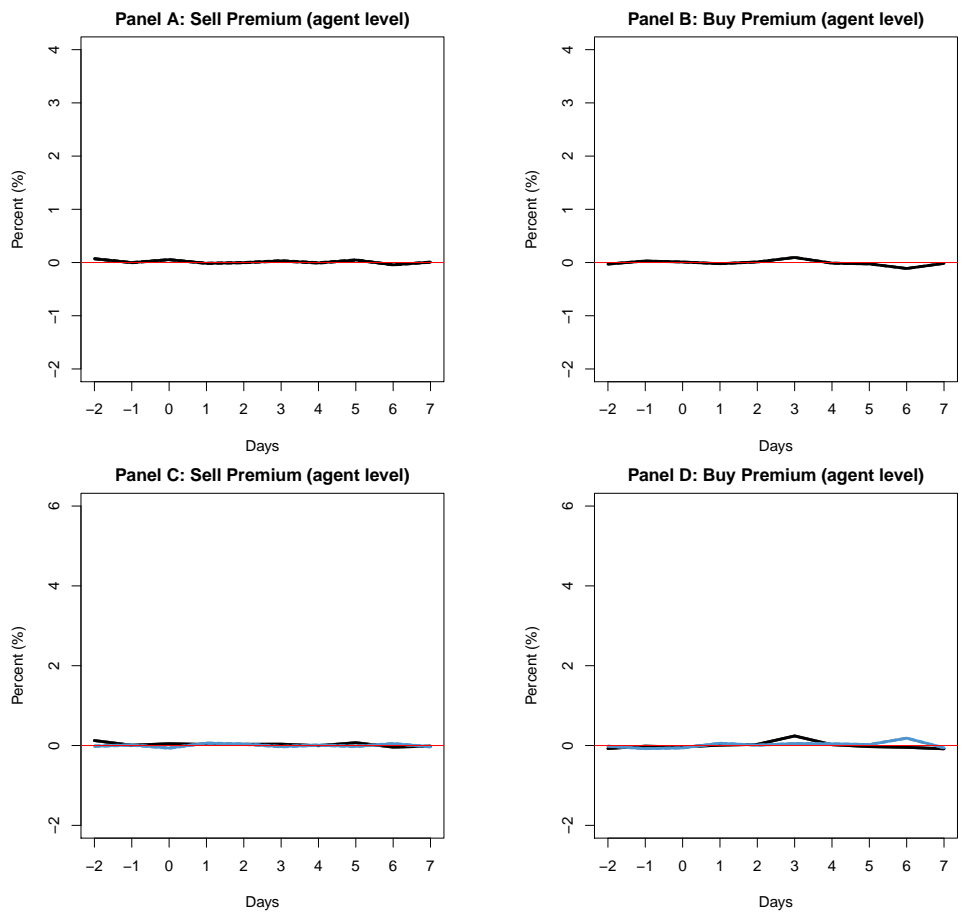 Panel A: Sell Premium (agent level)
Percent (%)
4
3
2
1
0
−1
−2
−2 −1 0 1 2 3 4 5 6 7
Days
Panel B: Buy Premium (agent level)
Percent (%)
4
3
2
1
0
−1
−2
−2 −1 0 1 2 3 4 5 6 7
Days
Panel C: Sell Premium (agent level)
Percent (%)
6
4
2
0
−2
−2 −1 0 1 2 3 4 5 6 7
Days
Panel D: Buy Premium (agent level)
Percent (%)
6
4
2
0
−2
−2 −1 0 1 2 3 4 5 6 7
Days